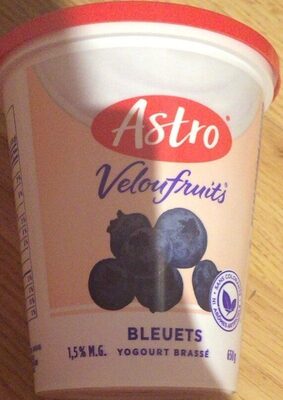 Astro
Veloufruits
BLEUETS
1,5% M.G. YOGOURT BRASSÉ 650g